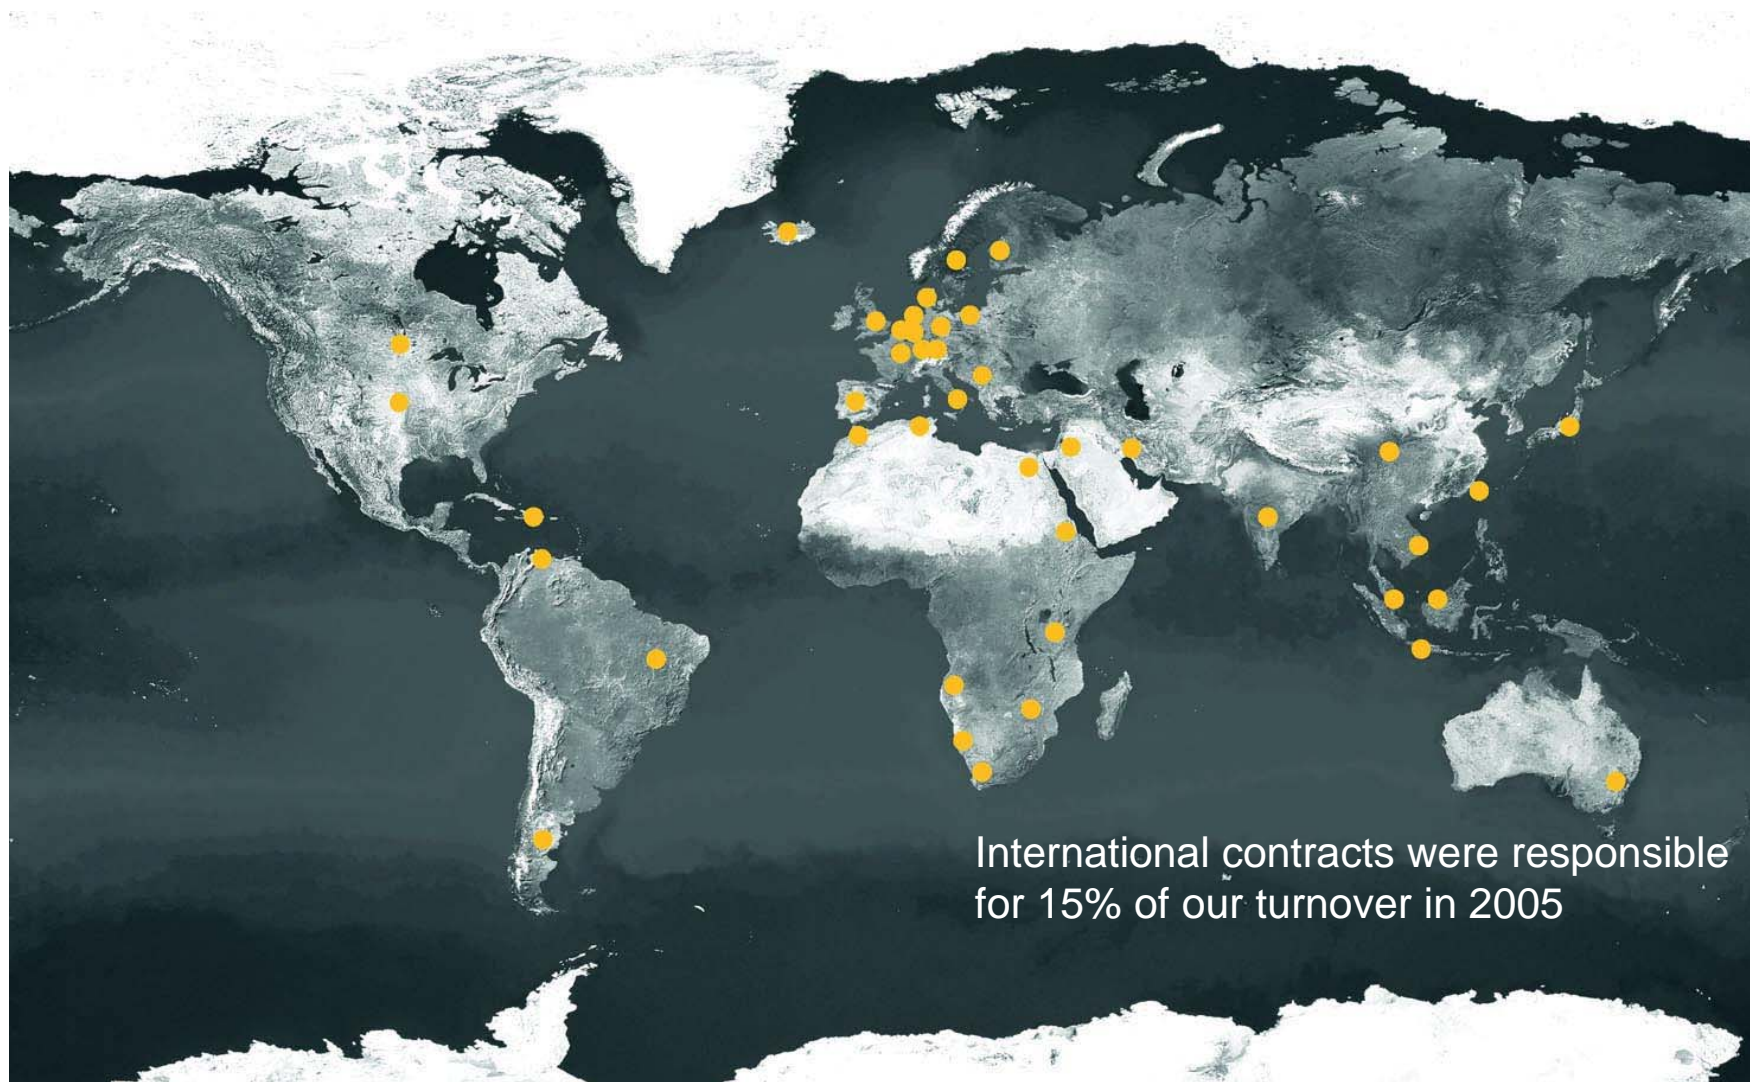 International contracts were responsible
for 15% of our turnover in 2005